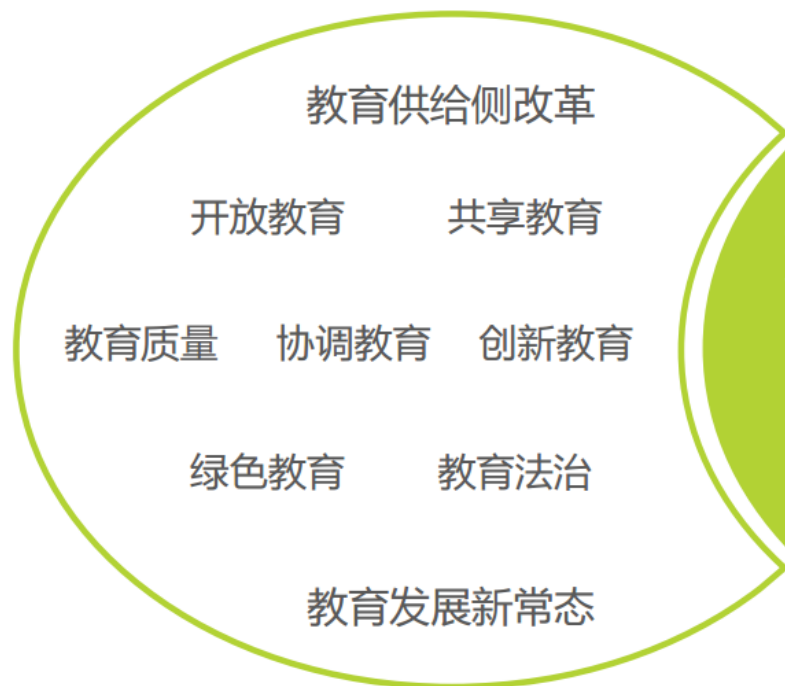 教育供给侧改革
开放教育 共享教育
教育质量 协调教育 创新教育
绿色教育 教育法治
教育发展新常态